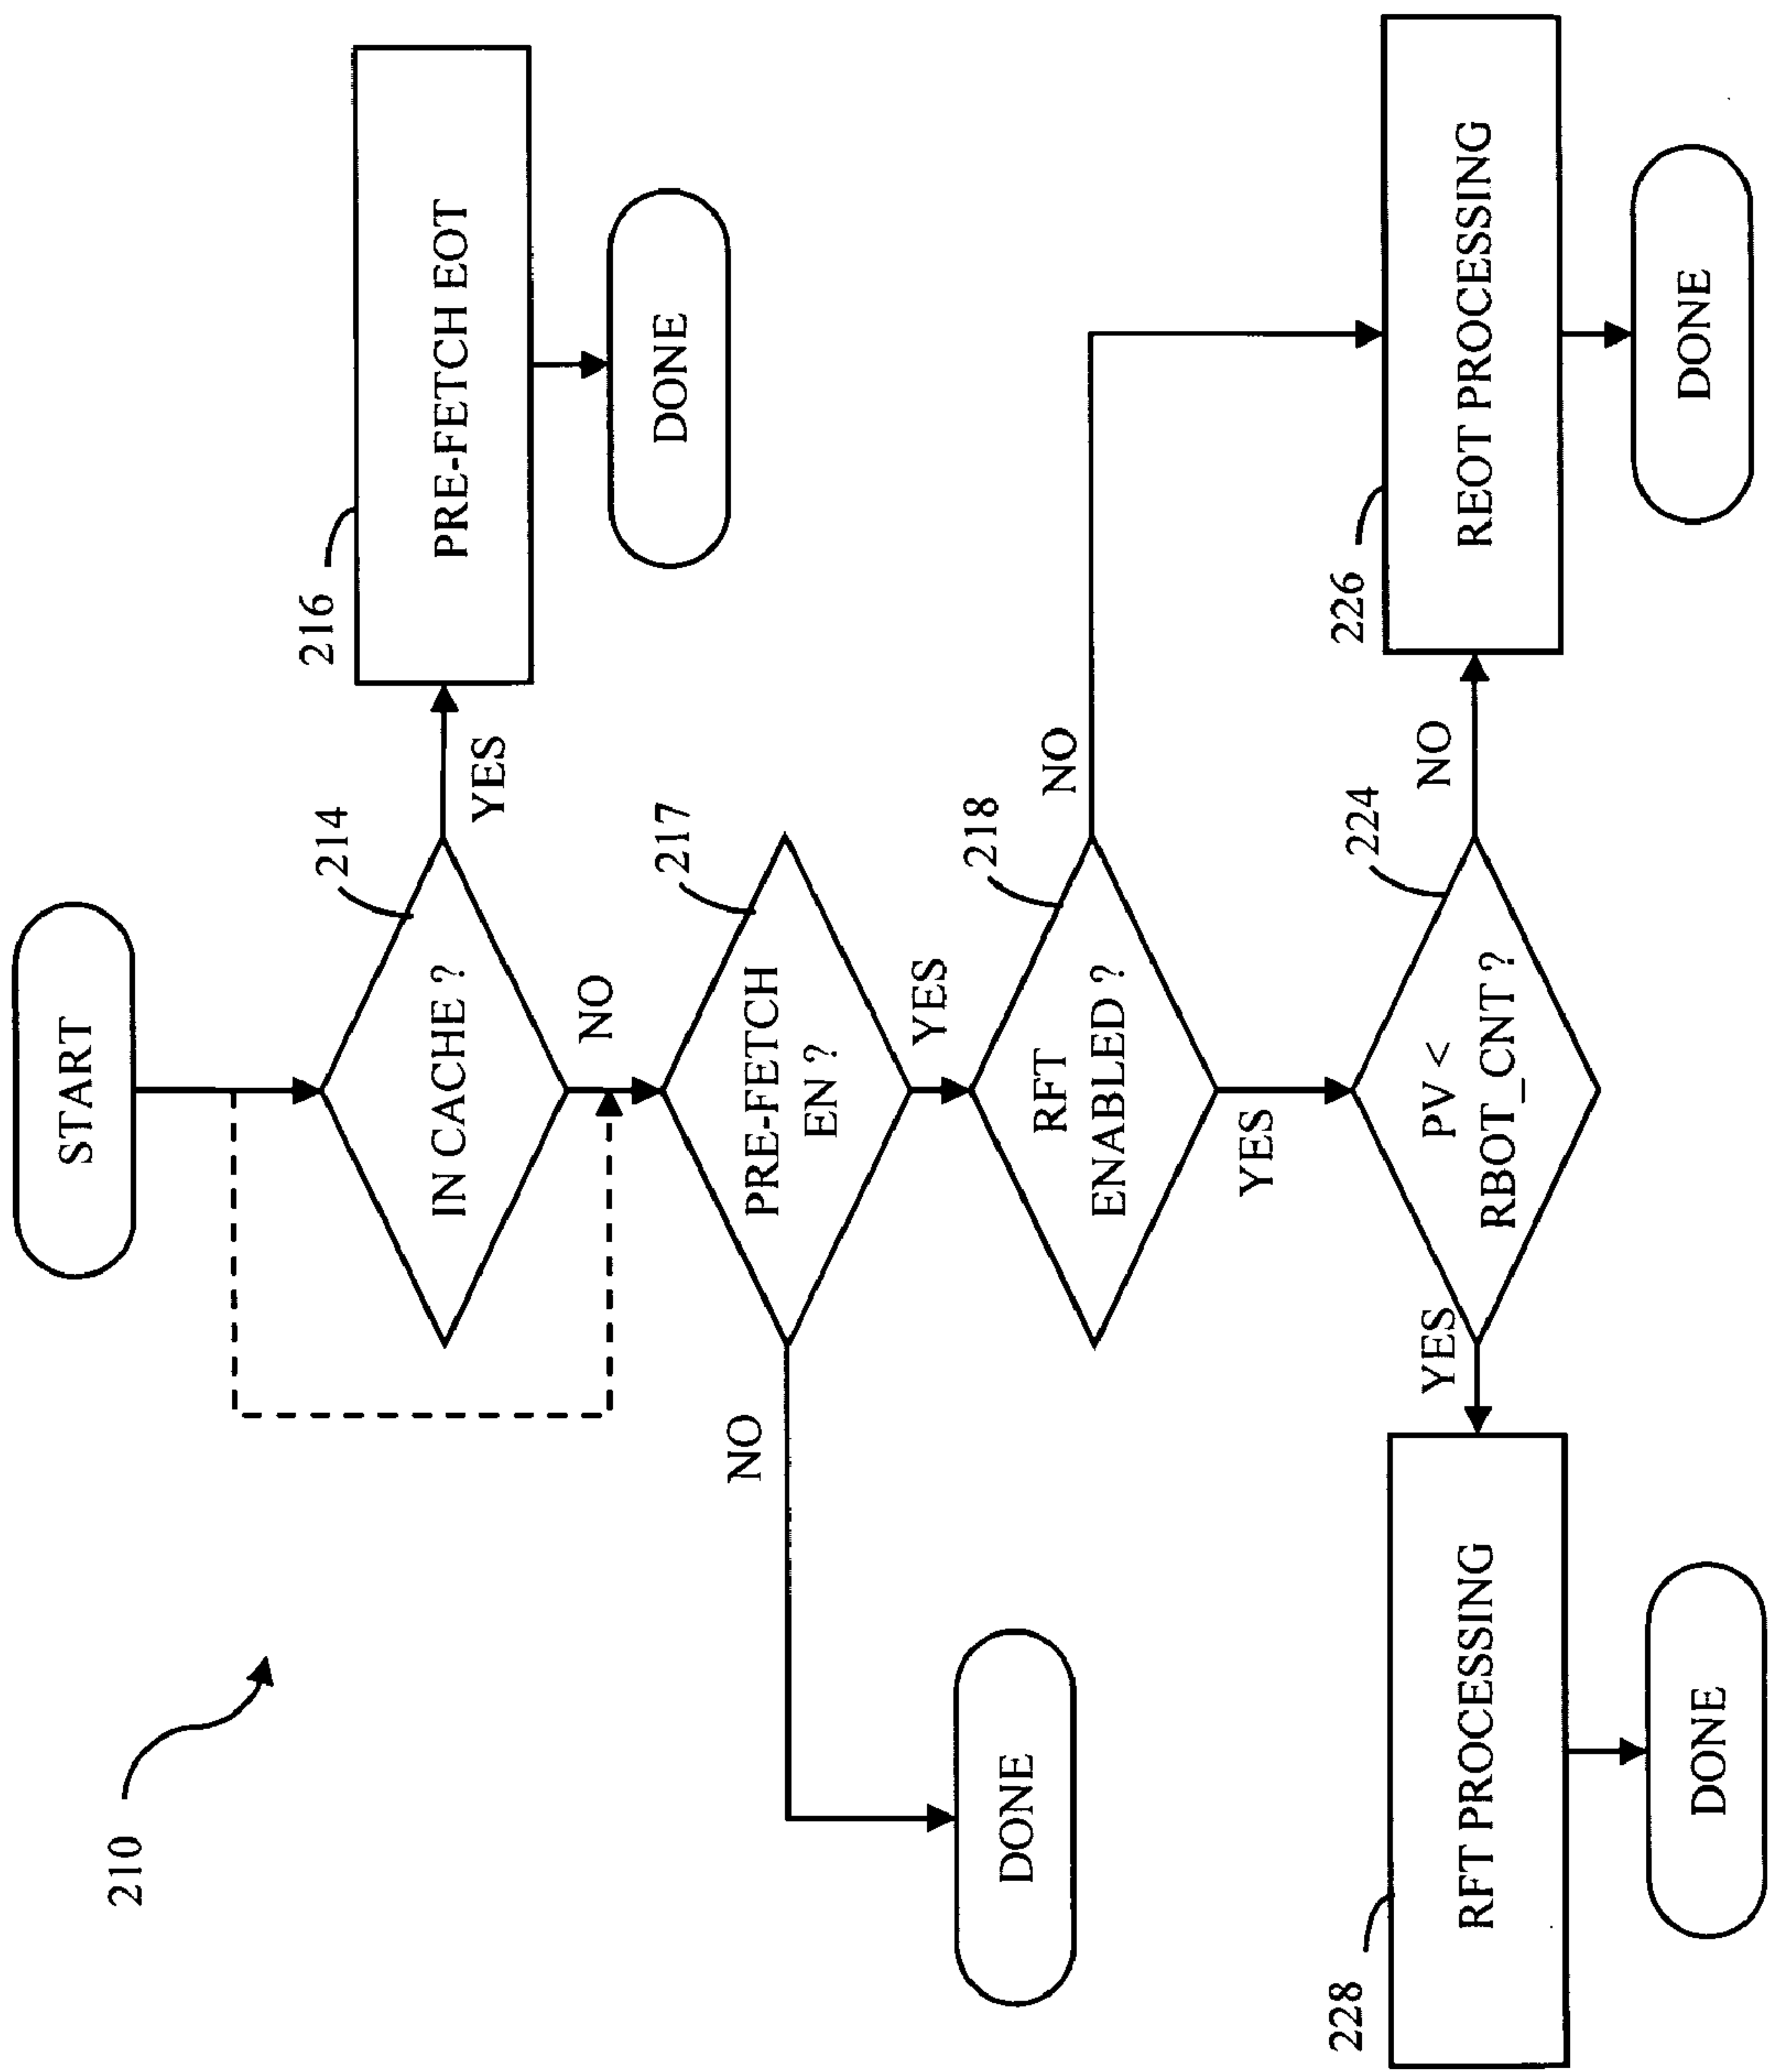 210
START
214
IN CACHE ?
YES
216
PRE-FETCH EOT
DONE
NO
217
PRE-FETCH
EN ?
NO
DONE
YES
218
RFT
ENABLED ?
NO
YES
224
PV <
RBOT_CNT ?
NO
226
REOT PROCESSING
DONE
YES
228
RFT PROCESSING
DONE